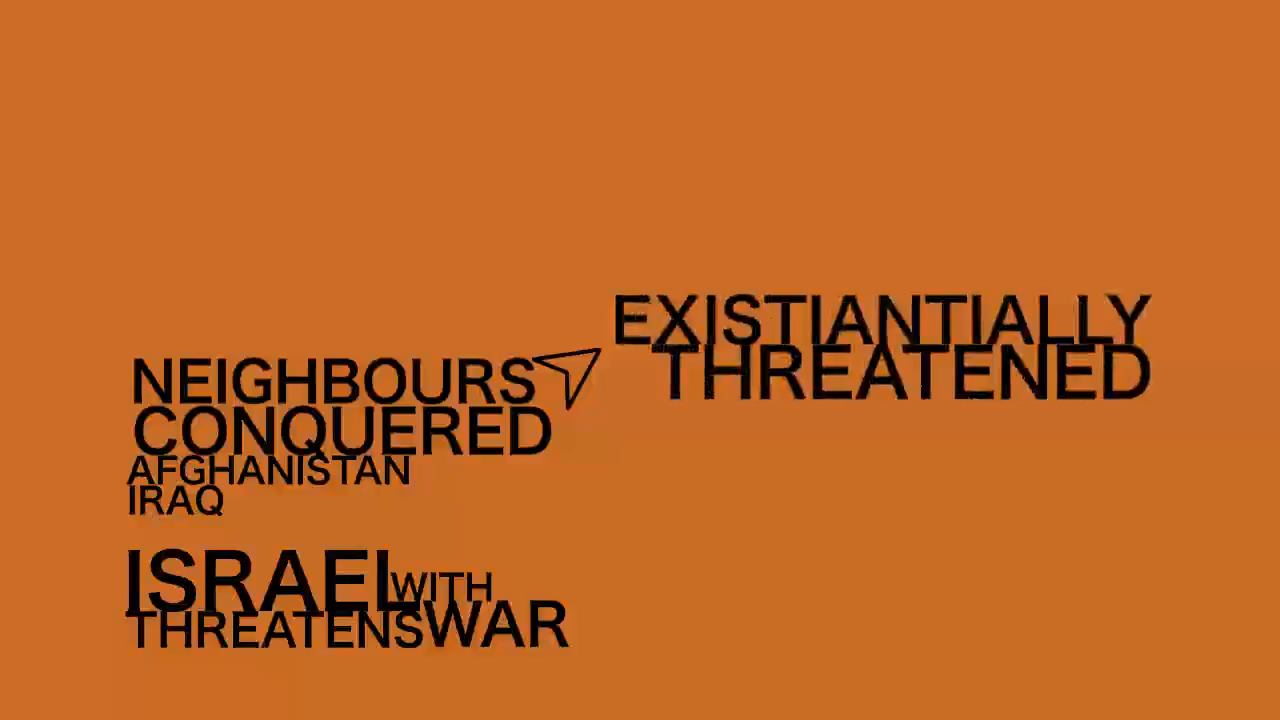 EXISTIANTIALLY
THREATENED
NEIGHBOURS
CONQUERED
AFGHANISTAN
IRAQ
ISRAEL WITH
THREATENS WAR